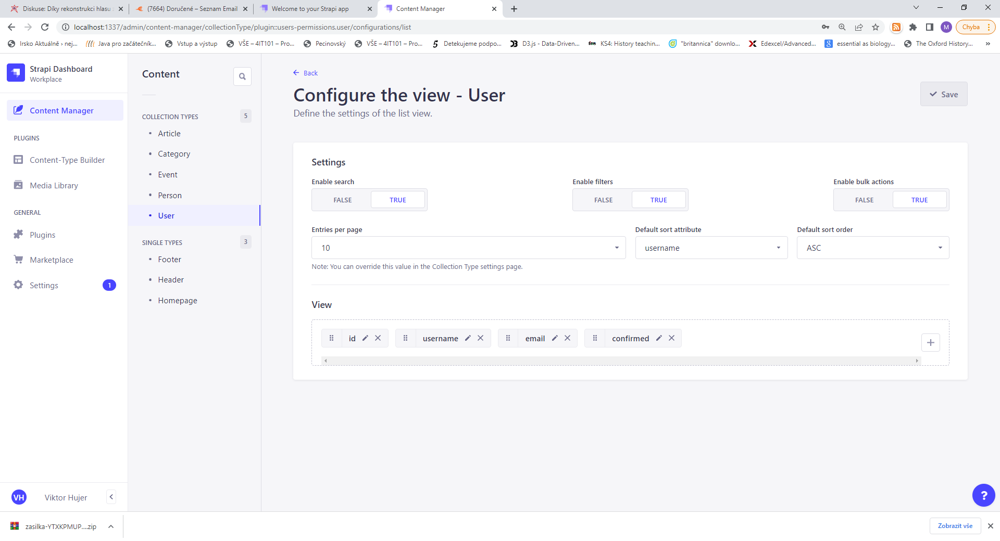 Diskuse: Díky rekonstrukci hlasu
(7664) Doručené – Seznam Email
Welcome to your Strapi app
Content Manager
localhost:1337/admin/content-manager/collectionType/plugin::users-permissions.user/configurations/list
M
Chyba
Irsko Aktuálně › nej...
Java pro začátečník...
Vstup a výstup
VŠE – 4IT101 – Pro...
Pecinovský
VŠE – 4IT101 – Pro...
Detekujeme podpo...
D3.js - Data-Driven...
tes
KS4: History teachin...
"britannica" downlo...
Edexcel/Advanced...
essential as biology...
The Oxford History...
»
Strapi Dashboard
Workplace
Content Manager
PLUGINS
Content-Type Builder
Media Library
GENERAL
Plugins
Marketplace
Settings
1
VH
Viktor Hujer
Content
COLLECTION TYPES
5
Article
Category
Event
Person
User
SINGLE TYPES
3
Footer
Header
Homepage
Back
Configure the view - User
Define the settings of the list view.
Save
Settings
Enable search
FALSE
TRUE
Enable filters
FALSE
TRUE
Enable bulk actions
FALSE
TRUE
Entries per page
10
Note: You can override this value in the Collection Type settings page.
Default sort attribute
username
Default sort order
ASC
View
id
username
email
confirmed
?
zasilka-YTXKPMUP....zip
Zobrazit vše